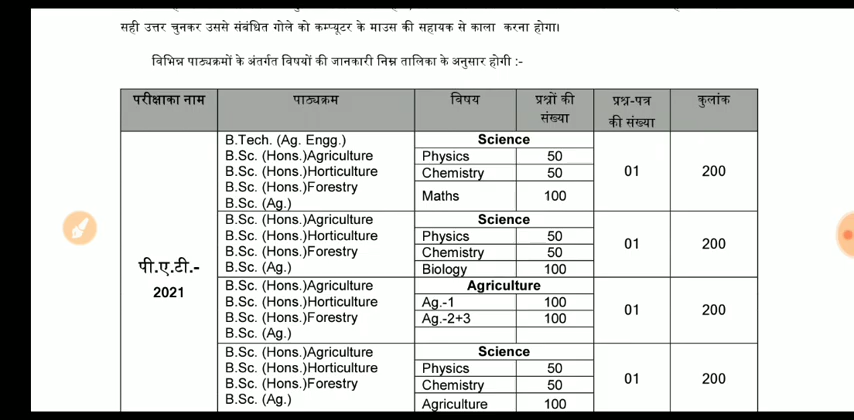 सही उत्तर चुनकर उससे संबंधित गोले को कम्प्यूटर के माउस की सहायक से काला करना होगा।
विभिन्न पाठ्यक्रमों के अंतर्गत विषयों की जानकारी निम्न तालिका के अनुसार होगी :-
परीक्षाका नाम पाठ्यक्रम विषय प्रश्नों की संख्या प्रश्न-पत्र की संख्या कुलांक
पी.ए.टी.-
2021
B.Tech. (Ag. Engg.)
B.Sc. (Hons.)Agriculture
B.Sc. (Hons.)Horticulture
B.Sc. (Hons.)Forestry
B.Sc. (Ag.)
Science
Physics 50
Chemistry 50
Maths 100
01 200
B.Sc. (Hons.)Agriculture
B.Sc. (Hons.)Horticulture
B.Sc. (Hons.)Forestry
B.Sc. (Ag.)
Science
Physics 50
Chemistry 50
Biology 100
01 200
B.Sc. (Hons.)Agriculture
B.Sc. (Hons.)Horticulture
B.Sc. (Hons.)Forestry
B.Sc. (Ag.)
Agriculture
Ag.-1 100
Ag.-2+3 100
01 200
B.Sc. (Hons.)Agriculture
B.Sc. (Hons.)Horticulture
B.Sc. (Hons.)Forestry
B.Sc. (Ag.)
Science
Physics 50
Chemistry 50
Agriculture 100
01 200